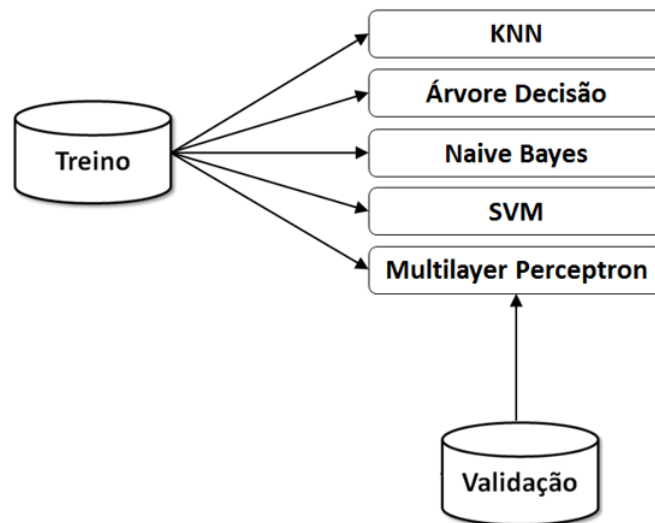 KNN
Árvore Decisão
Treino
Naive Bayes
SVM
Multilayer Perceptron
Validação